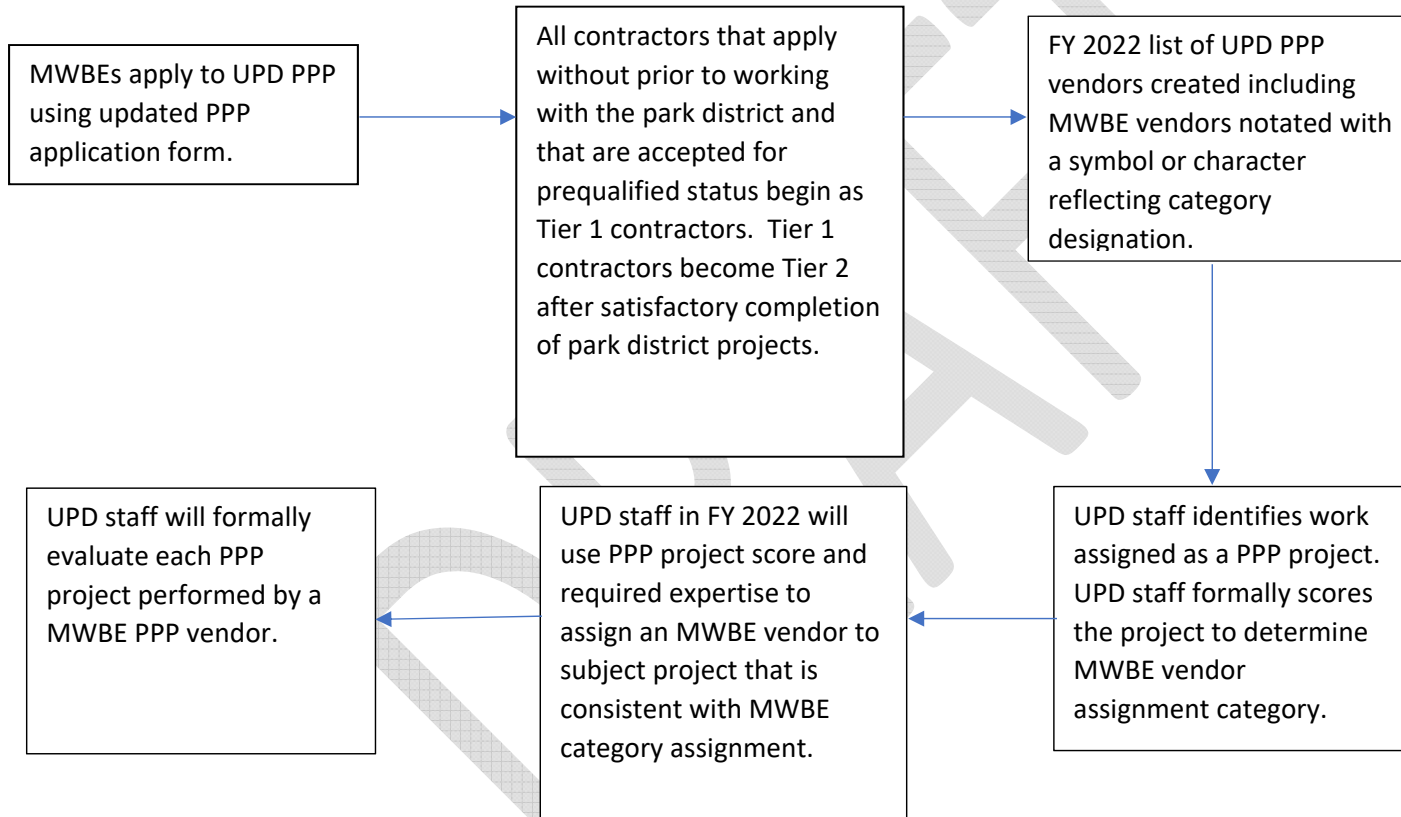 MWBEs apply to UPD PPP
using updated PPP
application form.
All contractors that apply
without prior to working
with the park district and
that are accepted for
prequalified status begin as
Tier 1 contractors.  Tier 1
contractors become Tier 2
after satisfactory completion
of park district projects.
FY 2022 list of UPD PPP
vendors created including
MWBE vendors notated with
a symbol or character
reflecting category
designation.
UPD staff identifies work
assigned as a PPP project.
UPD staff formally scores
the project to determine
MWBE vendor
assignment category.
UPD staff in FY 2022 will
use PPP project score and
required expertise to
assign an MWBE vendor to
subject project that is
consistent with MWBE
category assignment.
UPD staff will formally
evaluate each PPP
project performed by a
MWBE PPP vendor.
DRAFT